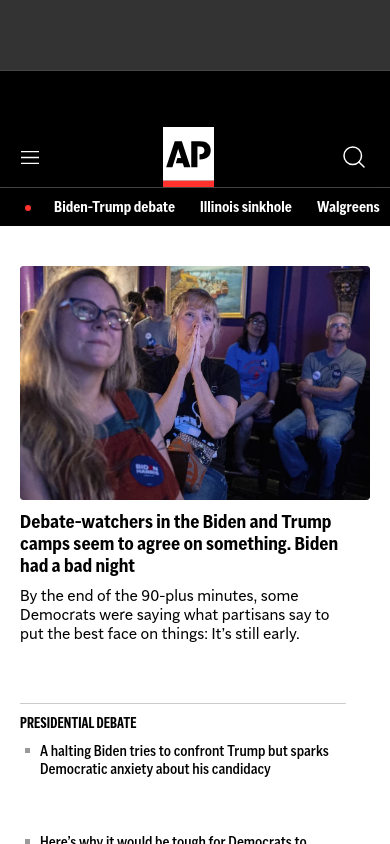 AP
Biden-Trump debate Illinois sinkhole Walgreens
BIDEN
HARRIS
Debate-watchers in the Biden and Trump
camps seem to agree on something. Biden
had a bad night
By the end of the 90-plus minutes, some
Democrats were saying what partisans say to
put the best face on things: It’s still early.
PRESIDENTIAL DEBATE
A halting Biden tries to confront Trump but sparks
Democratic anxiety about his candidacy
Here’s why it would be tough for Democrats to